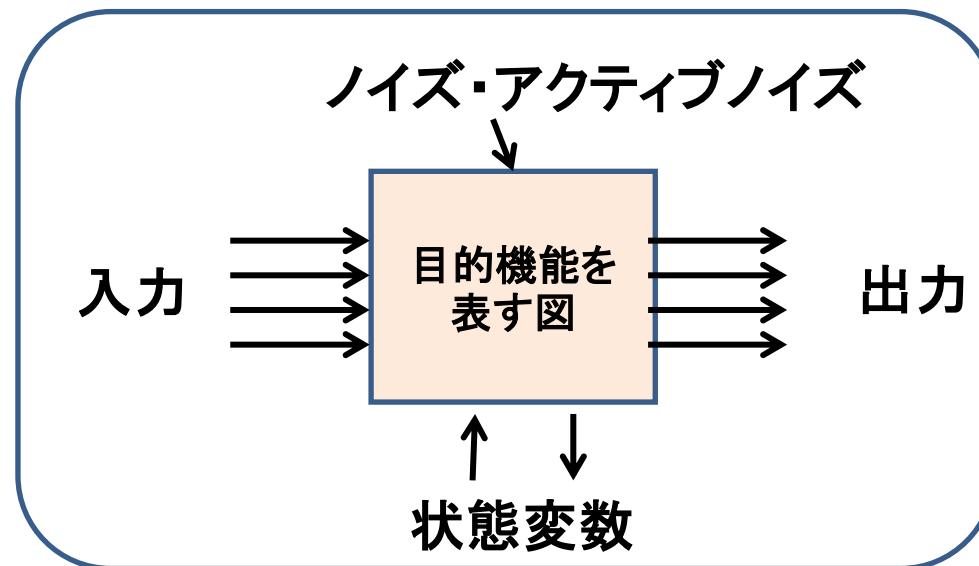 ノイズ・アクティブノイズ
入力
目的機能を
表す図
出力
状態変数